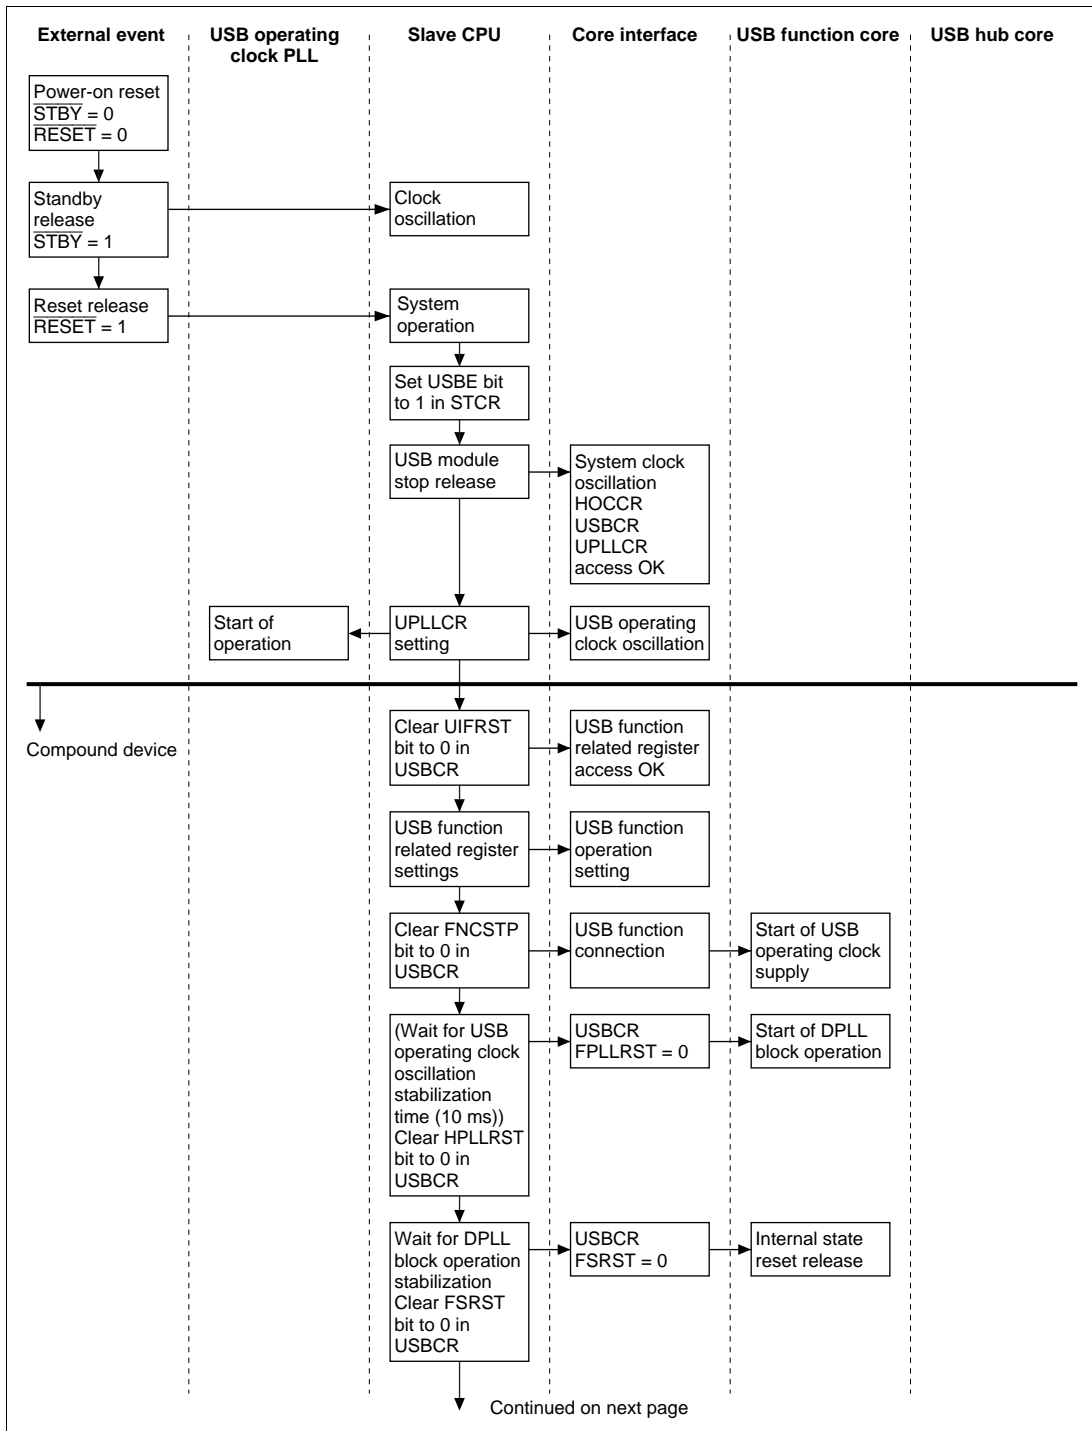 External event
USB operating
clock PLL
Slave CPU
Core interface
USB function core
USB hub core
Power-on reset
STBY = 0
RESET = 0
Standby
release
STBY = 1
Clock
oscillation
Reset release
RESET = 1
System
operation
Set USBE bit
to 1 in STCR
USB module
stop release
System clock
oscillation
HOCCR
USBCR
UPLLCR
access OK
Start of
operation
UPLLCR
setting
USB operating
clock oscillation
Compound device
Clear UIFRST
bit to 0 in
USBCR
USB function
related register
access OK
USB function
related register
settings
USB function
operation
setting
Clear FNCSTP
bit to 0 in
USBCR
USB function
connection
Start of USB
operating clock
supply
(Wait for USB
operating clock
oscillation
stabilization
time (10 ms))
Clear HPLLRST
bit to 0 in
USBCR
USBCR
FPLLRST = 0
Start of DPLL
block operation
Wait for DPLL
block operation
stabilization
Clear FSRST
bit to 0 in
USBCR
USBCR
FSRST = 0
Internal state
reset release
Continued on next page